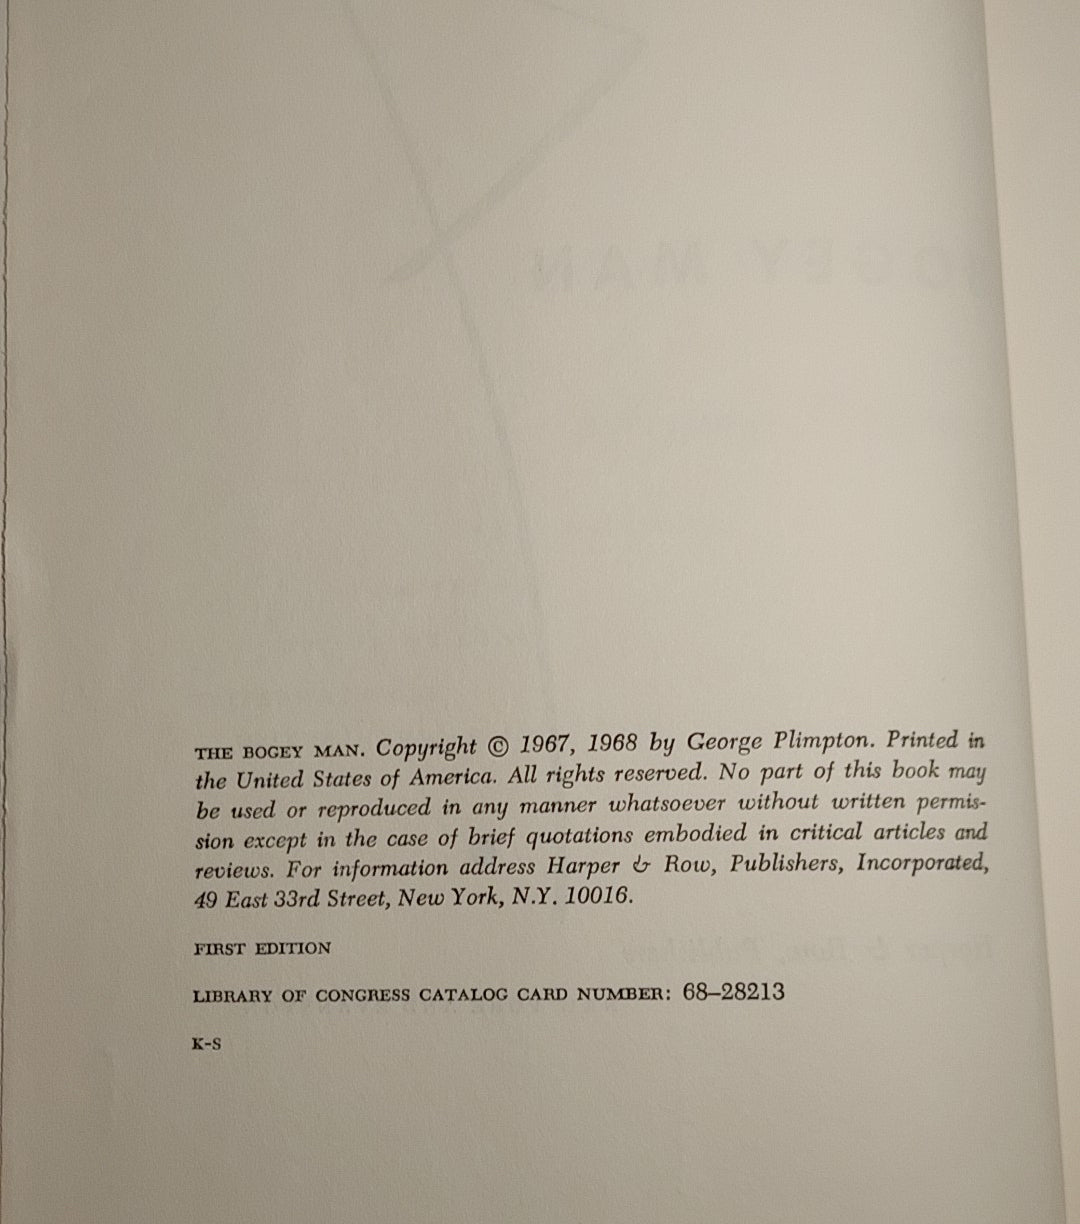 THE BOGEY MAN. Copyright © 1967, 1968 by George Plimpton. Printed in
the United States of America. All rights reserved. No part of this book may
be used or reproduced in any manner whatsoever without written permis-
sion except in the case of brief quotations embodied in critical articles and
reviews. For information address Harper & Row, Publishers, Incorporated,
49 East 33rd Street, New York, N.Y. 10016.
FIRST EDITION
LIBRARY OF CONGRESS CATALOG CARD NUMBER: 68–28213
K-S